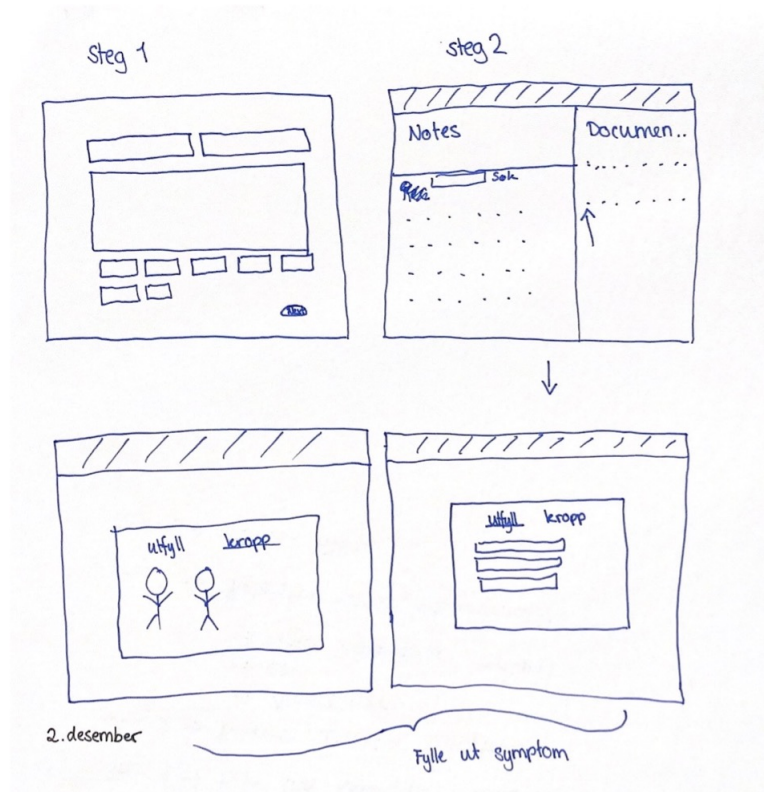 Steg 1
steg 2
Notes
Documen..
Søk
utfyll kropp
utfyll kropp
2. desember
Fylle ut symptom